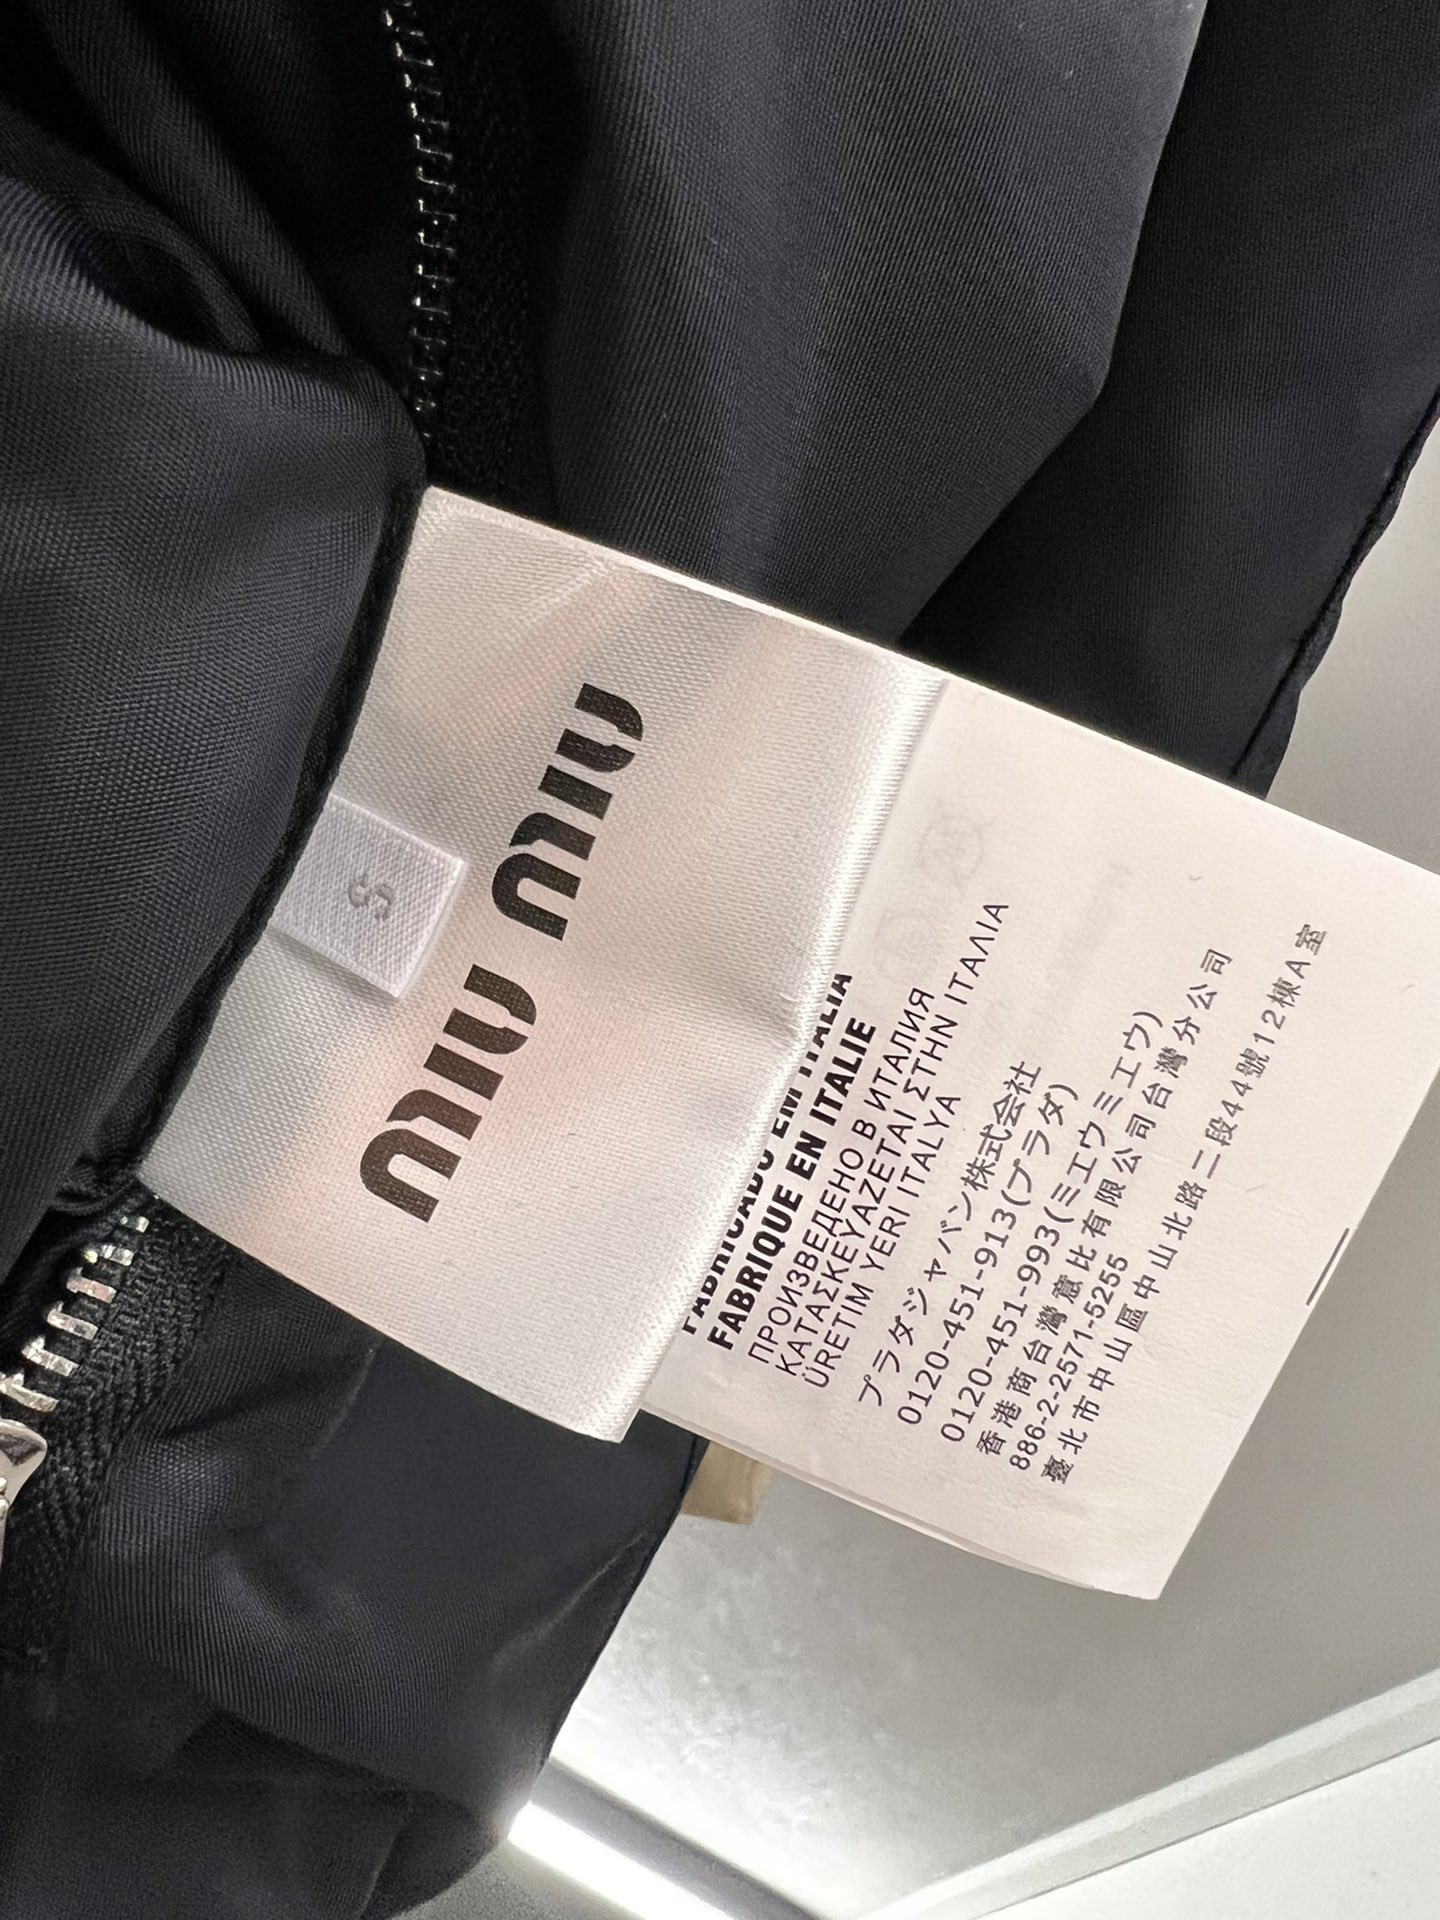 S
miu miu
FABRICADO EM ITALIA
FABRIQUE EN ITALIE
ПРОИЗВЕДЕНО В ИТАЛИЯ
ΚΑΤΑΣΚΕΥΑΖΕΤΑΙ ΣΤΗΝ ΙΤΑΛΙΑ
ÜRETIM YERI ITALYA
プラダジャパン株式会社
0120-451-913(プラダ)
0120-451-993(ミエウミエウ)
香港商台灣意比有限公司台灣分公司
886-2-2571-5255
臺北市中山區中山北路二段44號12棟A室